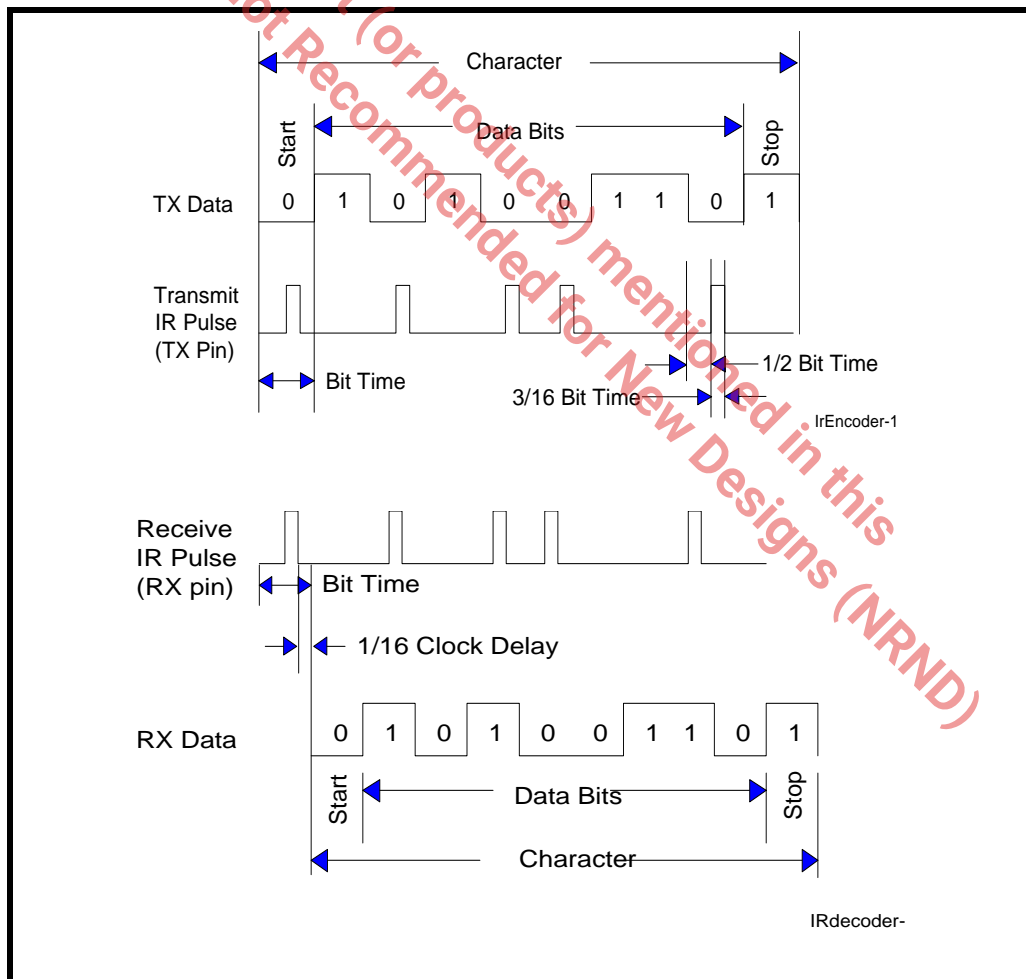 t (or products) mentioned in this
not Recommended for New Designs (NRND)
Character
Start
Data Bits
Stop
TX Data
0 1 0 1 0 0 1 1 0 1
Transmit
IR Pulse
(TX Pin)
Bit Time
1/2 Bit Time
3/16 Bit Time
IrEncoder-1
Receive
IR Pulse
(RX pin)
Bit Time
1/16 Clock Delay
RX Data
0 1 0 1 0 0 1 1 0 1
Start
Data Bits
Stop
Character
IRdecoder-